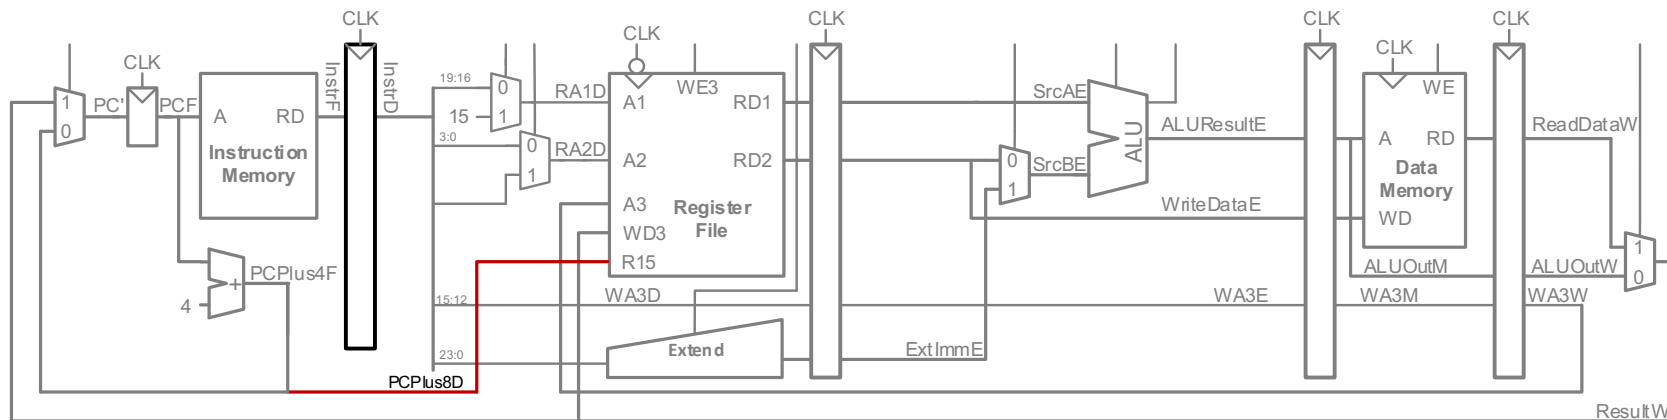 CLK
CLK
CLK
CLK
CLK
CLK
CLK
1
0
PC'
PCF
A
RD
Instruction
Memory
InstrF
InstrD
4
+
PCPlus4F
19:16
15
0
1
RA1D
3:0
0
1
RA2D
A1
A2
A3
WD3
R15
WE3
RD1
RD2
Register
File
15:12
WA3D
23:0
Extend
PCPlus8D
ExtImmE
SrcAE
0
1
SrcBE
ALU
ALUResultE
WriteDataE
WA3E
A
RD
WE
Data
Memory
WD
ALUOutM
WA3M
ReadDataW
ALUOutW
WA3W
1
0
ResultW